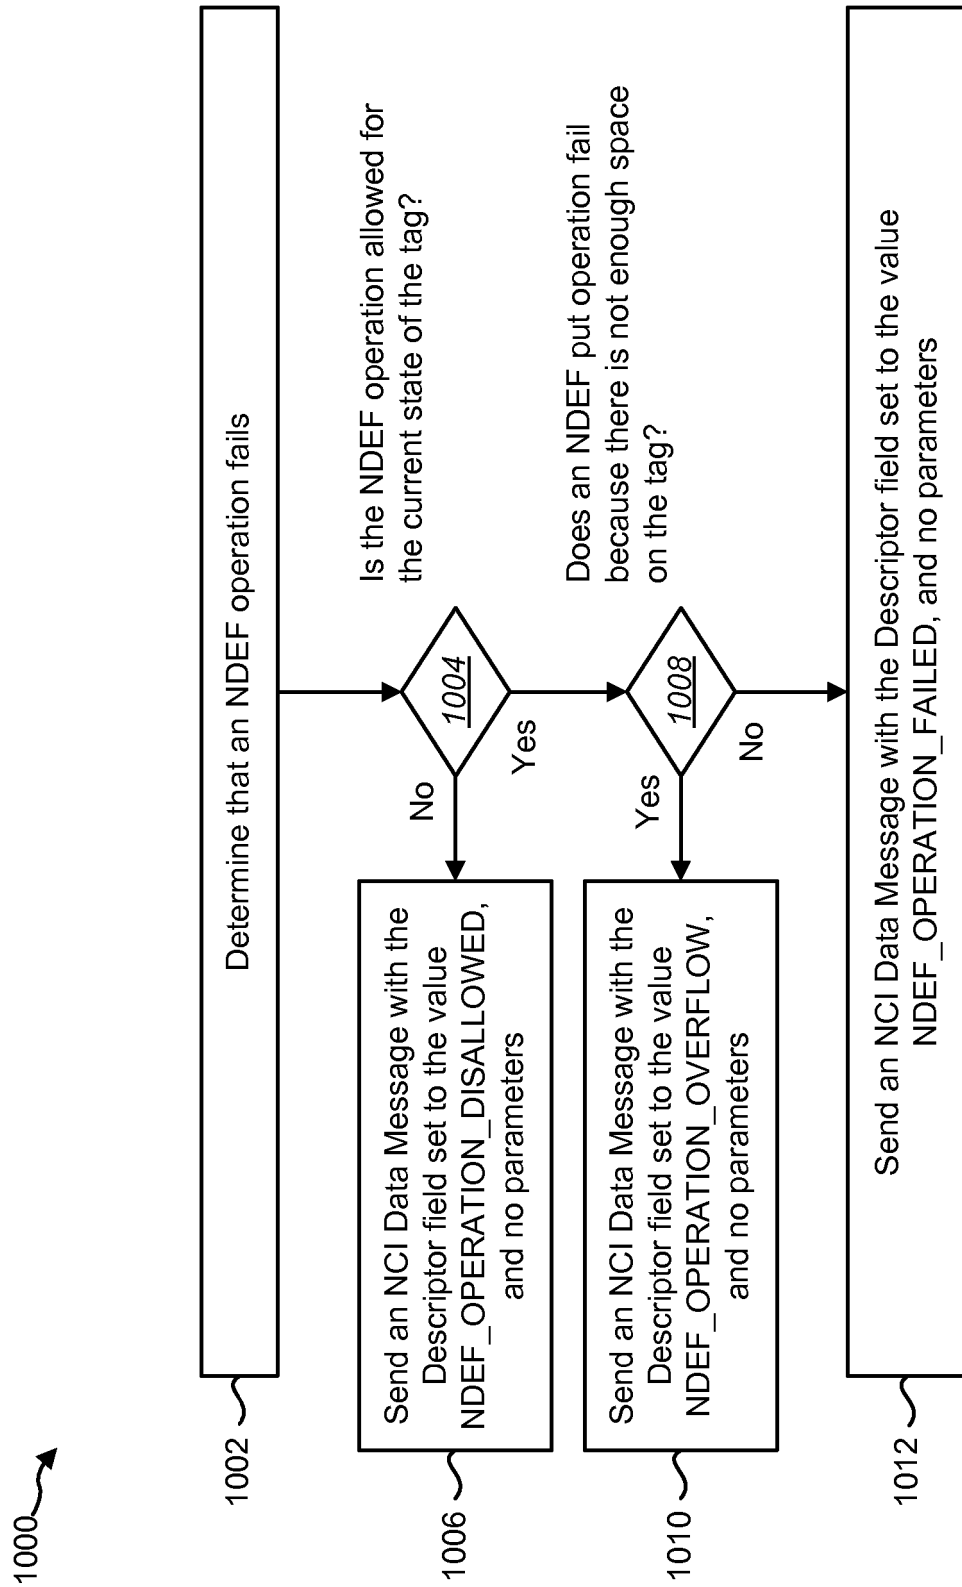 1000
1002
Determine that an NDEF operation fails
Is the NDEF operation allowed for
the current state of the tag?
1004
No
Yes
1006
Send an NCI Data Message with the
Descriptor field set to the value
NDEF_OPERATION_DISALLOWED,
and no parameters
Does an NDEF put operation fail
because there is not enough space
on the tag?
1008
Yes
No
1010
Send an NCI Data Message with the
Descriptor field set to the value
NDEF_OPERATION_OVERFLOW,
and no parameters
1012
Send an NCI Data Message with the Descriptor field set to the value
NDEF_OPERATION_FAILED, and no parameters